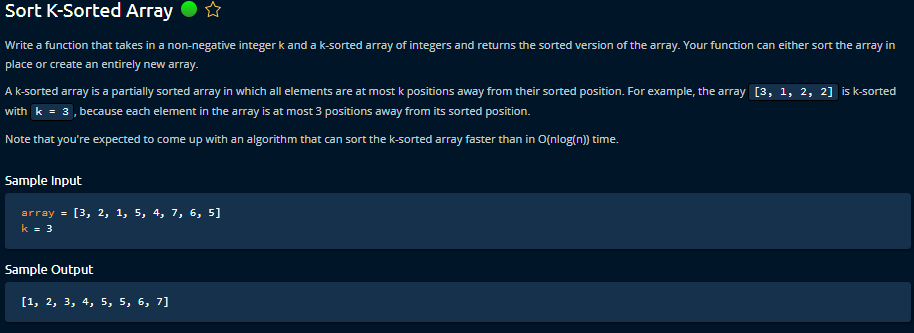 Sort K-Sorted Array
Write a function that takes in a non-negative integer k and a k-sorted array of integers and returns the sorted version of the array. Your function can either sort the array in
place or create an entirely new array.
A k-sorted array is a partially sorted array in which all elements are at most k positions away from their sorted position. For example, the array [3, 1, 2, 2] is k-sorted
with k = 3, because each element in the array is at most 3 positions away from its sorted position.
Note that you're expected to come up with an algorithm that can sort the k-sorted array faster than in O(nlog(n)) time.
Sample Input
array = [3, 2, 1, 5, 4, 7, 6, 5]
k = 3
Sample Output
[1, 2, 3, 4, 5, 5, 6, 7]